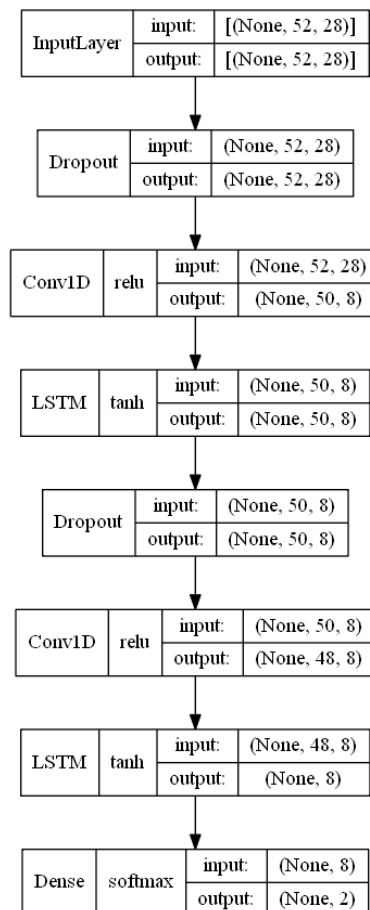 InputLayer input: [(None, 52, 28)]
output: [(None, 52, 28)]
Dropout input: (None, 52, 28)
output: (None, 52, 28)
Conv1D relu input: (None, 52, 28)
output: (None, 50, 8)
LSTM tanh input: (None, 50, 8)
output: (None, 50, 8)
Dropout input: (None, 50, 8)
output: (None, 50, 8)
Conv1D relu input: (None, 50, 8)
output: (None, 48, 8)
LSTM tanh input: (None, 48, 8)
output: (None, 8)
Dense softmax input: (None, 8)
output: (None, 2)